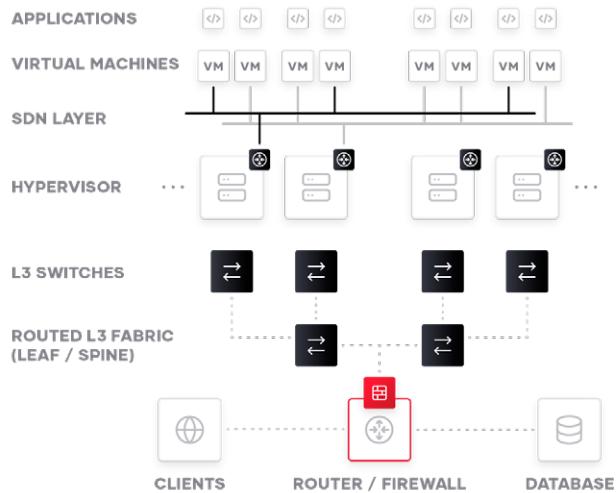 APPLICATIONS
</> </> </> </> </> </> </> </>
VIRTUAL MACHINES
VM VM VM VM VM VM VM VM
SDN LAYER
HYPERVISOR
L3 SWITCHES
ROUTED L3 FABRIC
(LEAF / SPINE)
CLIENTS
ROUTER / FIREWALL
DATABASE